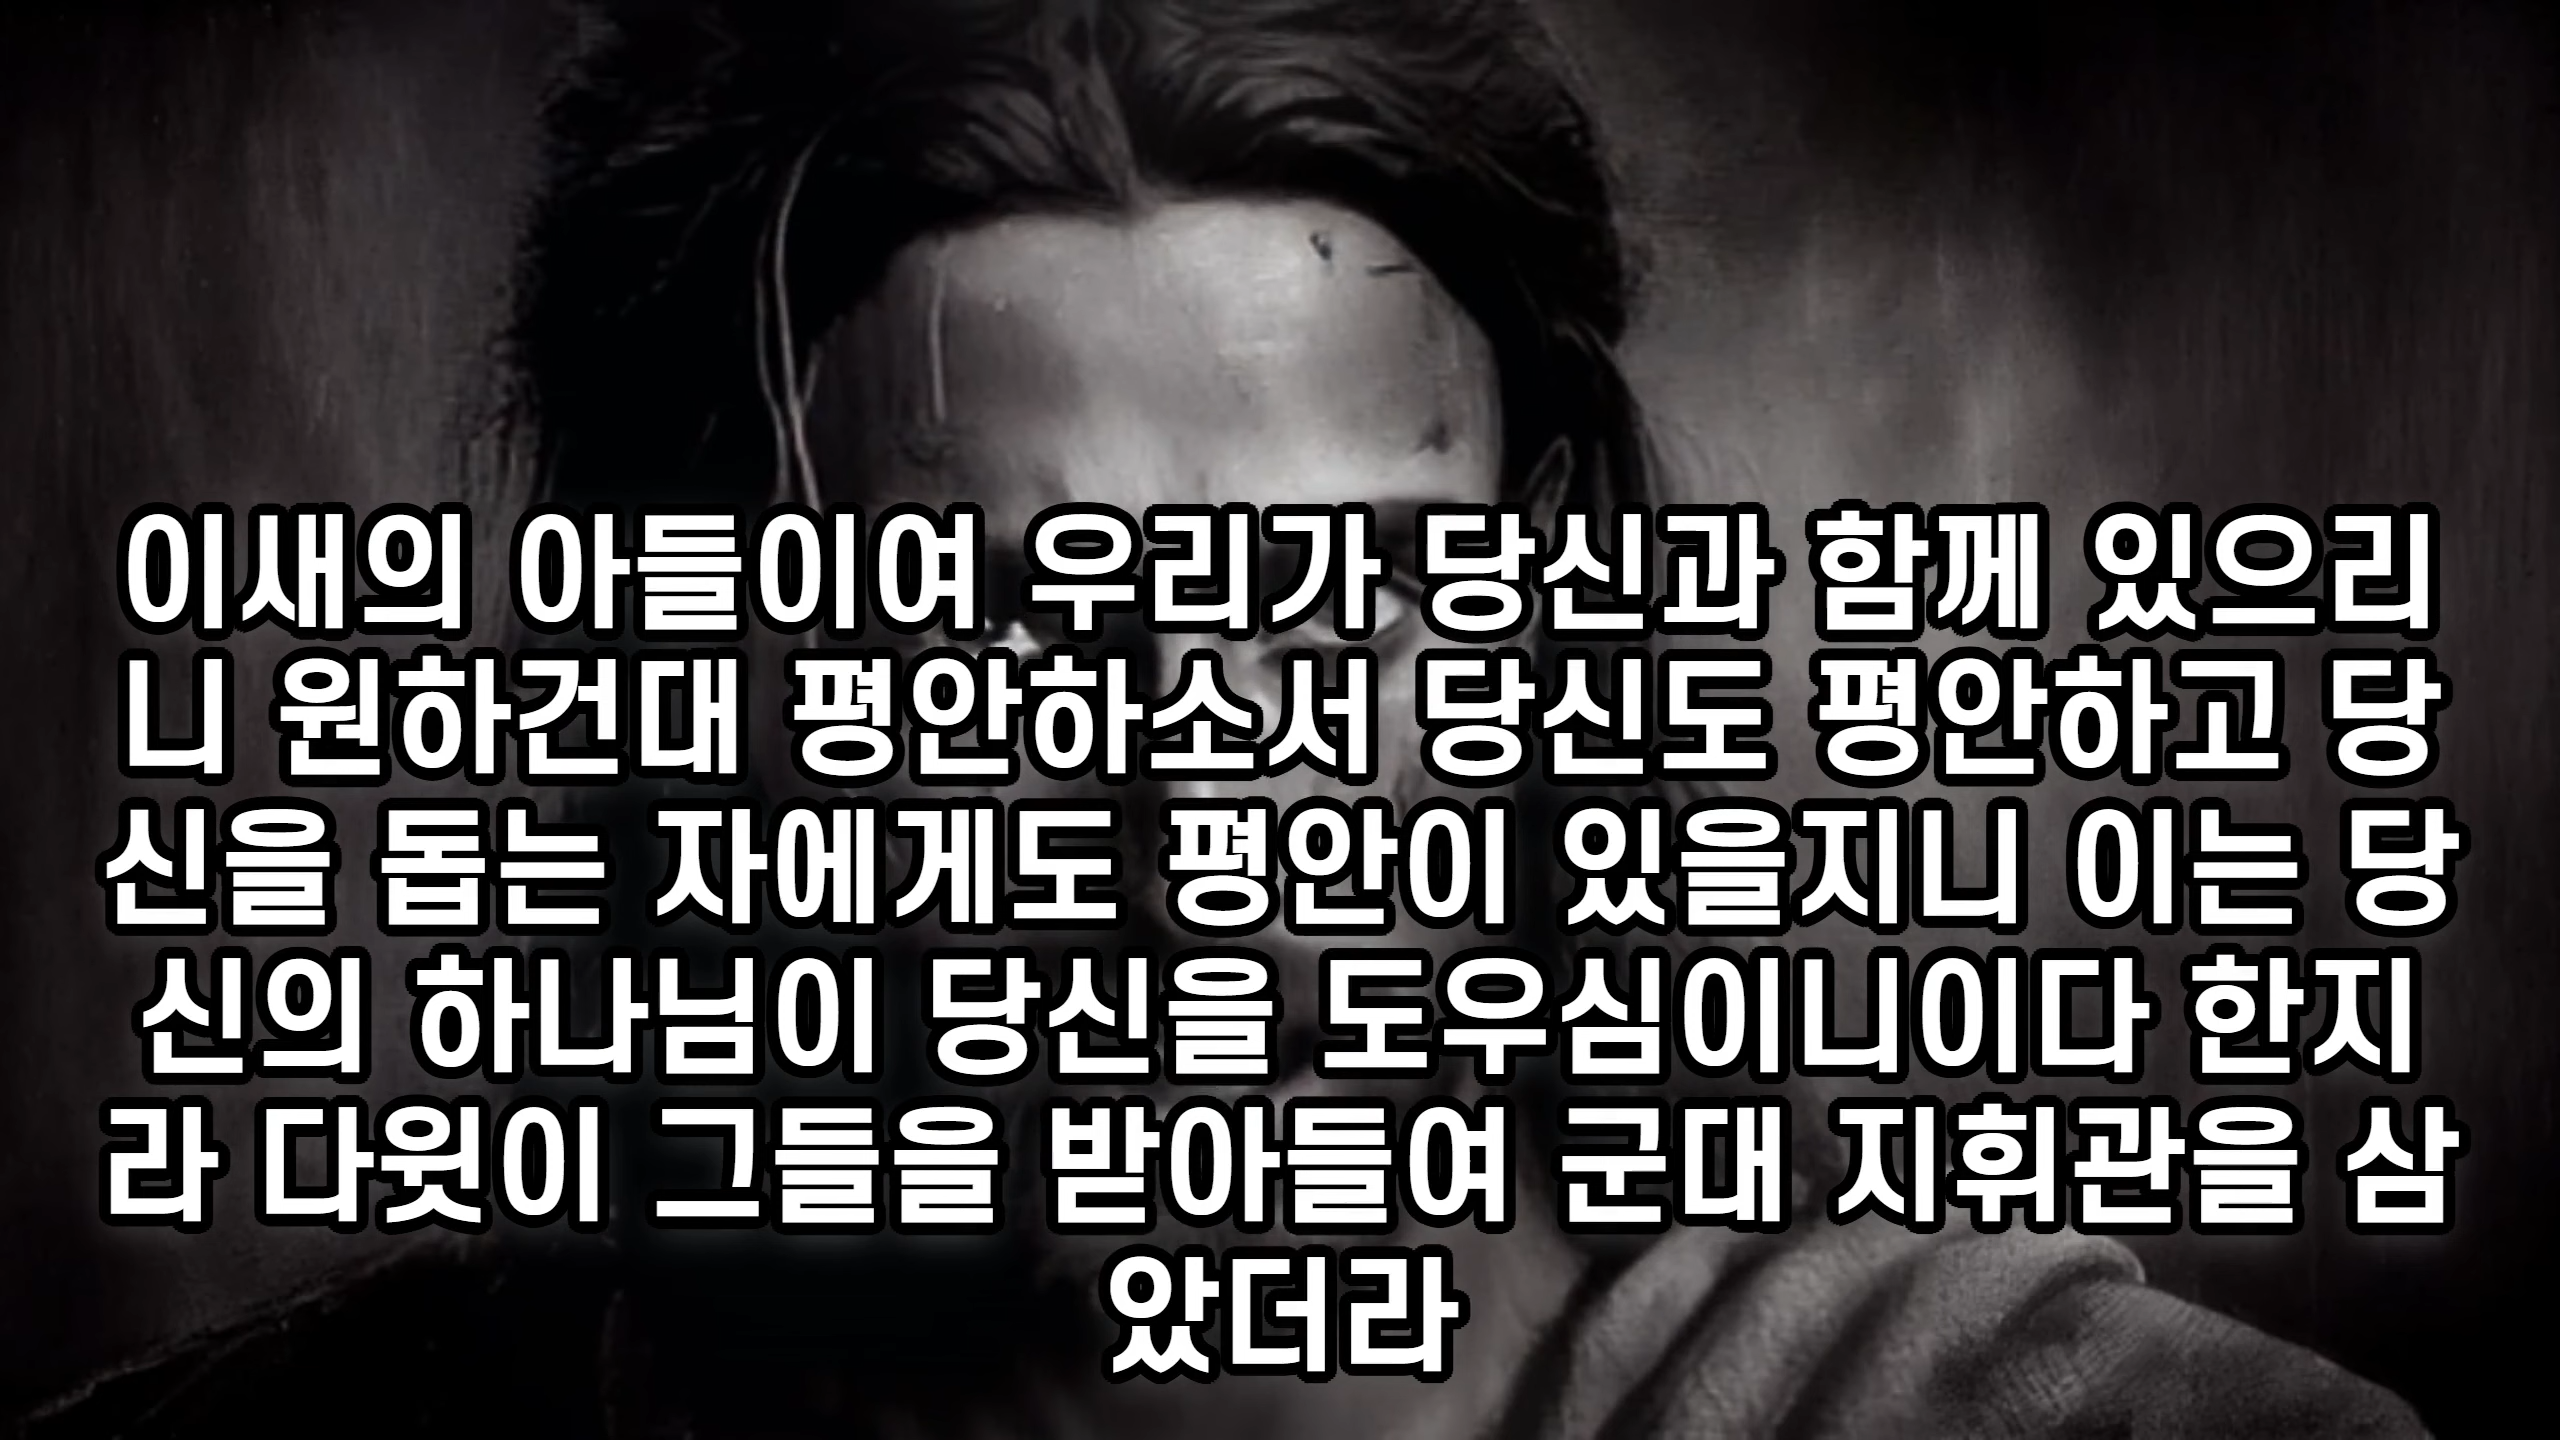 이새의 아들이여 우리가 당신과 함께 있으리
니 원하건대 평안하소서 당신도 평안하고 당
신을 돕는 자에게도 평안이 있을지니 이는 당
신의 하나님이 당신을 도우심이니이다 한지
라 다윗이 그들을 받아들여 군대 지휘관을 삼
았더라